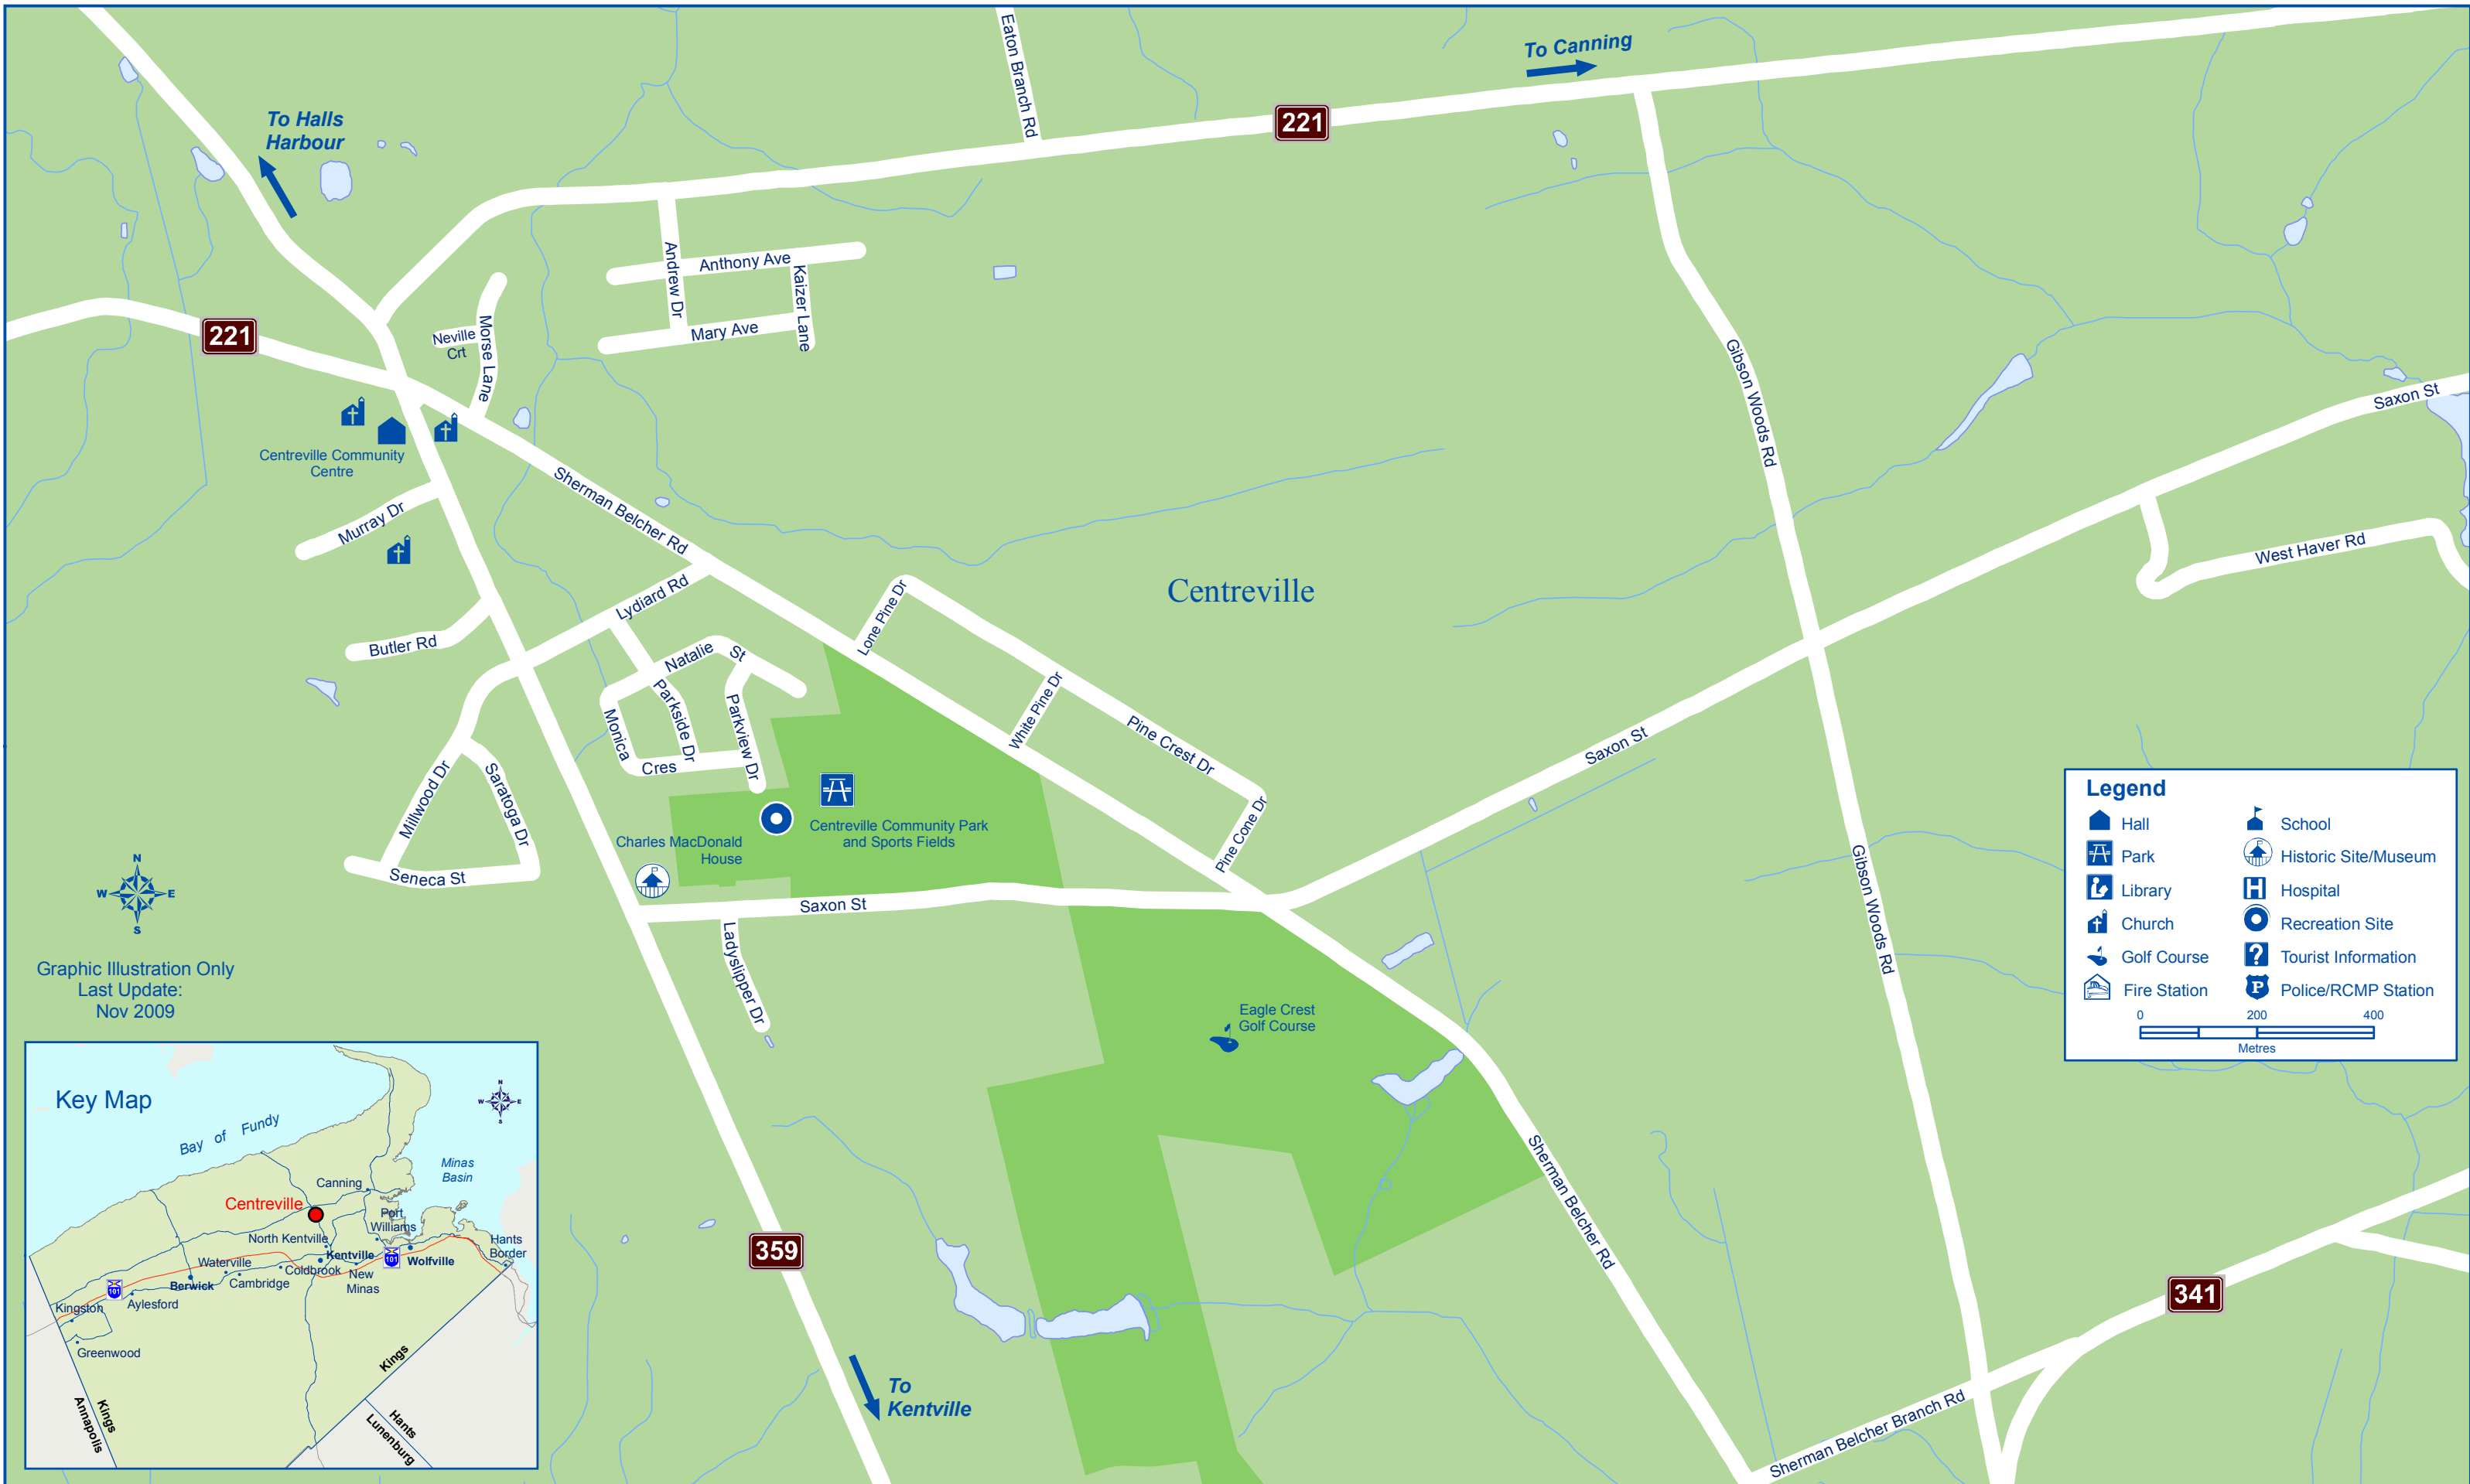 Eaton Branch Rd
To Canning
To Halls
Harbour
221
221
Andrew Dr
Anthony Ave
Kaizer Lane
Mary Ave
Neville
Crt
Morse Lane
Gibson Woods Rd
Saxon St
Centreville Community
Centre
Sherman Belcher Rd
Murray Dr
West Haver Rd
Centreville
Lydiard Rd
Lone Pine Dr
Butler Rd
Natalie St
Parkside Dr
Parkview Dr
Monica
Cres
White Pine Dr
Pine Crest Dr
Pine Cone Dr
Saxon St
Millwood Dr
Saratoga Dr
Seneca St
Centreville Community Park
and Sports Fields
Charles MacDonald
House
Saxon St
Ladyslipper Dr
Gibson Woods Rd
Eagle Crest
Golf Course
Sherman Belcher Rd
359
To
Kentville
341
Sherman Belcher Branch Rd
N
W
E
S
Graphic Illustration Only
Last Update:
Nov 2009
Legend
Hall
School
Park
Historic Site/Museum
Library
H
Hospital
Church
Recreation Site
Golf Course
?
Tourist Information
Fire Station
P
Police/RCMP Station
0 200 400
Metres
Key Map
N
W
E
S
Bay of Fundy
Minas
Basin
Canning
Centreville
Port
Williams
North Kentville
Kentville
101
Wolfville
Hants
Border
Waterville
Coldbrook
New
Minas
Berwick
Cambridge
101
Aylesford
Kingston
Greenwood
Kings
Annapolis
Kings
Hants
Lunenburg